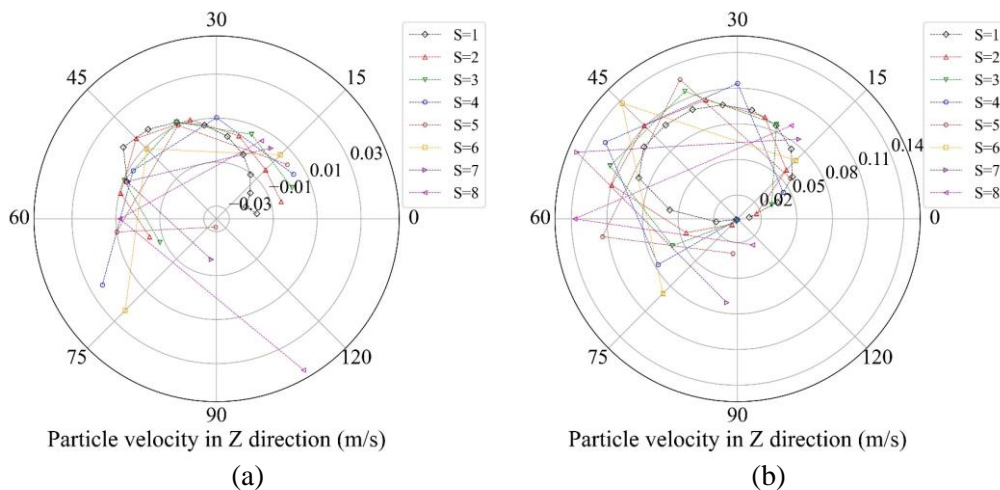 30
45
15
60
0
75
120
90
−0.03
−0.01
0.01
0.03
S=1
S=2
S=3
S=4
S=5
S=6
S=7
S=8
Particle velocity in Z direction (m/s)
(a)
30
45
15
60
0
75
120
90
0.02
0.05
0.08
0.11
0.14
S=1
S=2
S=3
S=4
S=5
S=6
S=7
S=8
Particle velocity in Z direction (m/s)
(b)